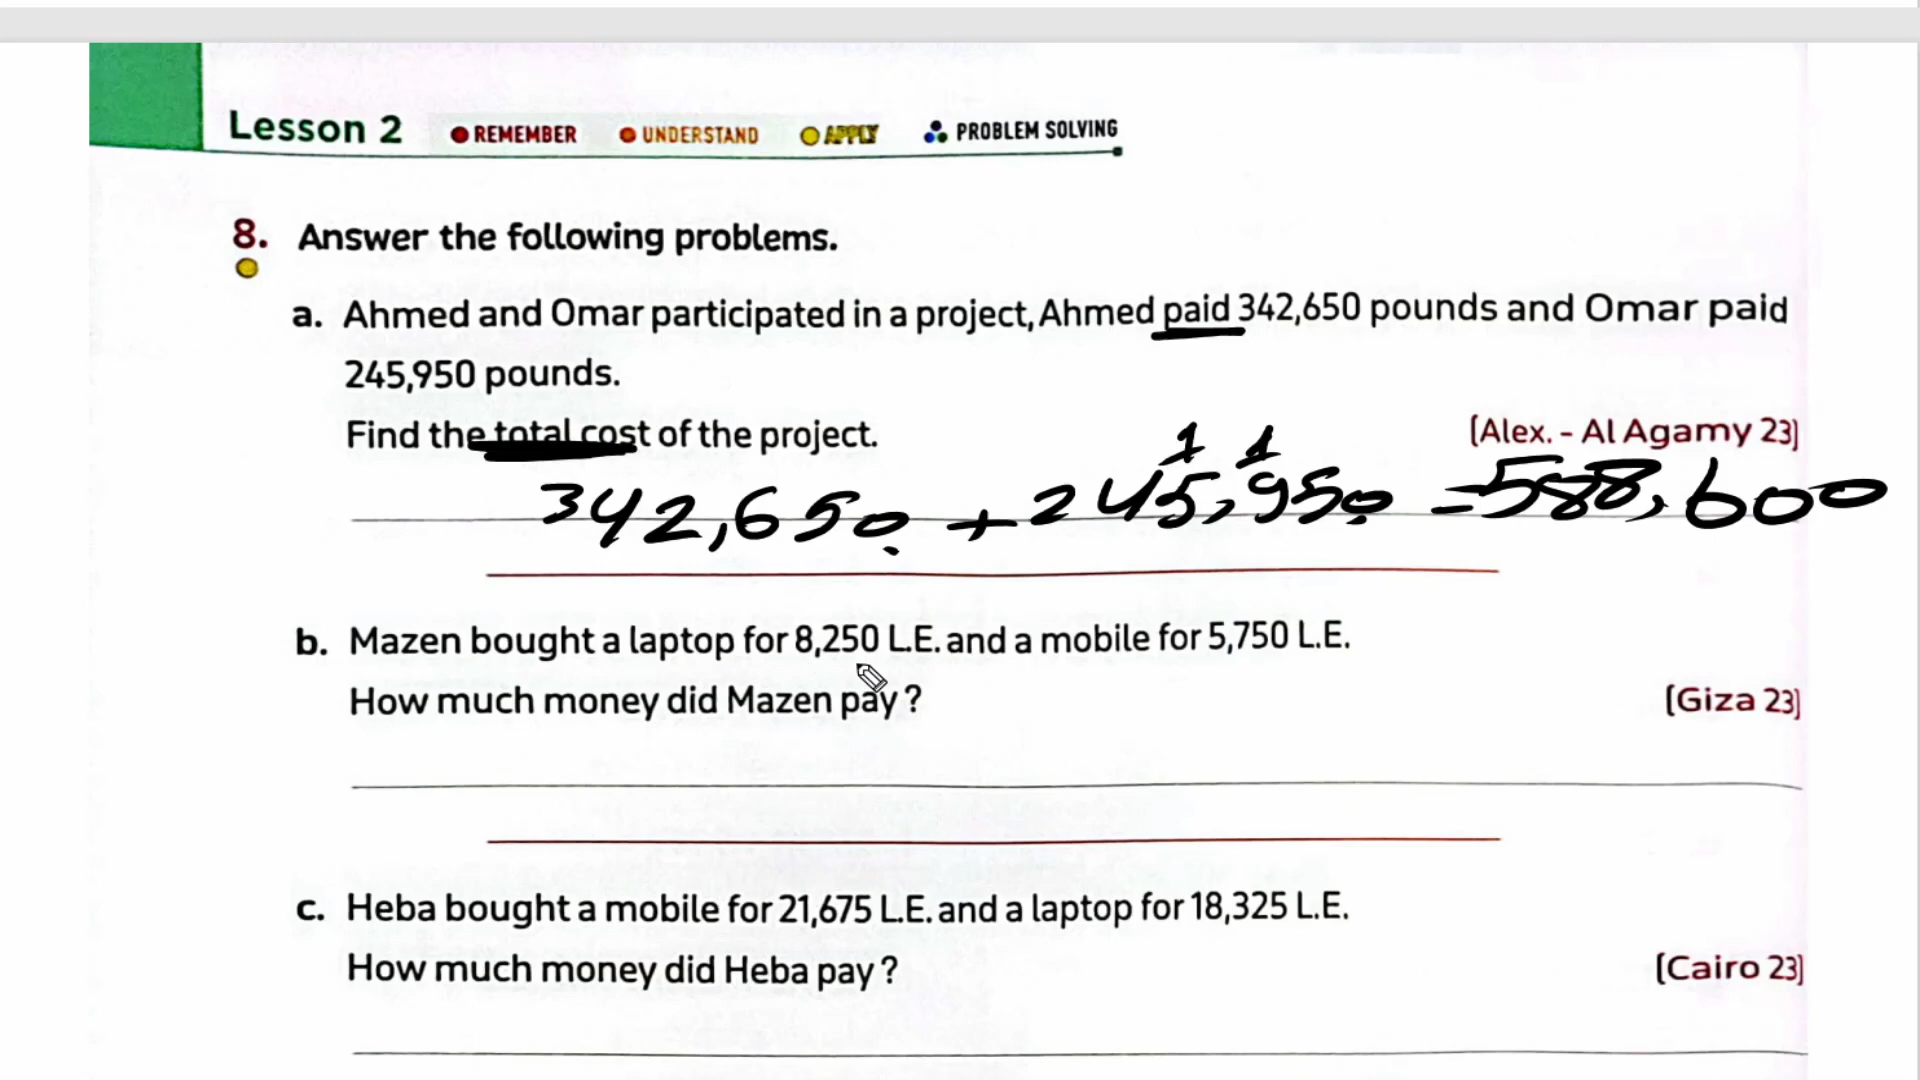 Lesson 2 REMEMBER UNDERSTAND APPLY PROBLEM SOLVING
8. Answer the following problems.
a. Ahmed and Omar participated in a project, Ahmed paid 342,650 pounds and Omar paid
245,950 pounds.
Find the total cost of the project. [Alex. - Al Agamy 23]
1 1
342,650 + 245,950 = 588,600
b. Mazen bought a laptop for 8,250 L.E. and a mobile for 5,750 L.E.
How much money did Mazen pay? [Giza 23]
c. Heba bought a mobile for 21,675 L.E. and a laptop for 18,325 L.E.
How much money did Heba pay? [Cairo 23]